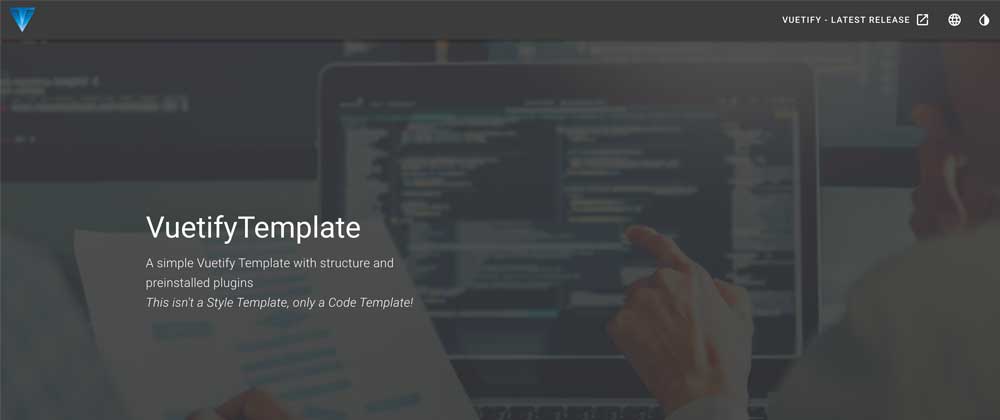 VUETIFY - LATEST RELEASE
VuetifyTemplate
A simple Vuetify Template with structure and
preinstalled plugins
This isn't a Style Template, only a Code Template!